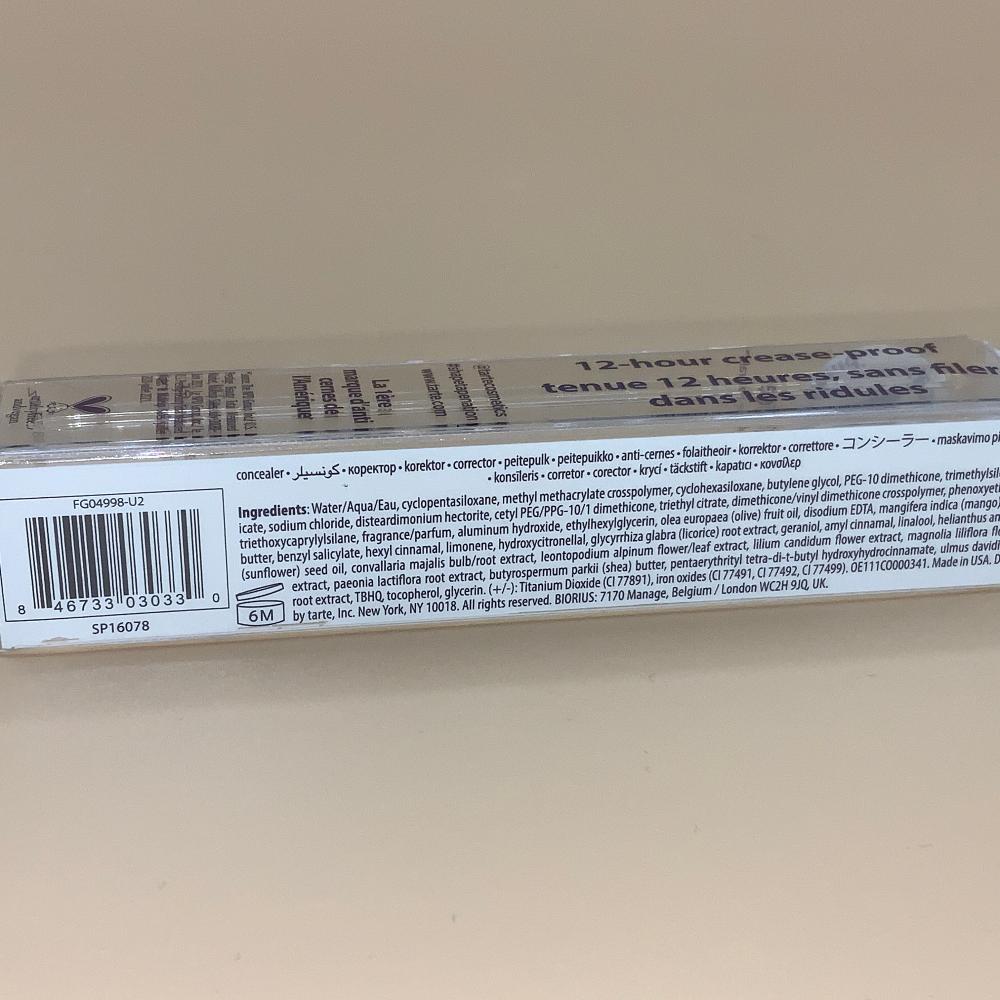 12-hour crease-proof
tenue 12 heures, sans filer
dans les ridules
@tartecosmetics
www.tarte.com
La 1ère
marque d'anti
cernes de
l'Amérique
concealer • كونسيلر • коректор • korektor • corrector • peitepulk • peitepuikko • anti-cernes • folaitheoir • korrektor • correttore • コンシーラー • maskavimo
• konsīleris • corretor • corector • krycí • täckstift • kapatıcı • κονσίλερ
Ingredients: Water/Aqua/Eau, cyclopentasiloxane, methyl methacrylate crosspolymer, cyclohexasiloxane, butylene glycol, PEG-10 dimethicone, trimethylsil
icate, sodium chloride, disteardimonium hectorite, cetyl PEG/PPG-10/1 dimethicone, triethyl citrate, dimethicone/vinyl dimethicone crosspolymer, phenoxyet
triethoxycaprylylsilane, fragrance/parfum, aluminum hydroxide, ethylhexylglycerin, olea europaea (olive) fruit oil, disodium EDTA, mangifera indica (mango)
butter, benzyl salicylate, hexyl cinnamal, limonene, hydroxycitronellal, glycyrrhiza glabra (licorice) root extract, geraniol, amyl cinnamal, linalool, helianthus an
(sunflower) seed oil, convallaria majalis bulb/root extract, leontopodium alpinum flower/leaf extract, lilium candidum flower extract, magnolia liliflora fl
extract, paeonia lactiflora root extract, butyrospermum parkii (shea) butter, pentaerythrityl tetra-di-t-butyl hydroxyhydrocinnamate, ulmus davidi
root extract, TBHQ, tocopherol, glycerin. (+/-): Titanium Dioxide (CI 77891), iron oxides (CI 77491, CI 77492, CI 77499). OE111C0000341. Made in USA. D
by tarte, Inc. New York, NY 10018. All rights reserved. BIORIUS: 7170 Manage, Belgium / London WC2H 9JQ, UK.
6M
FG04998-U2
8 46733 03033 0
SP16078